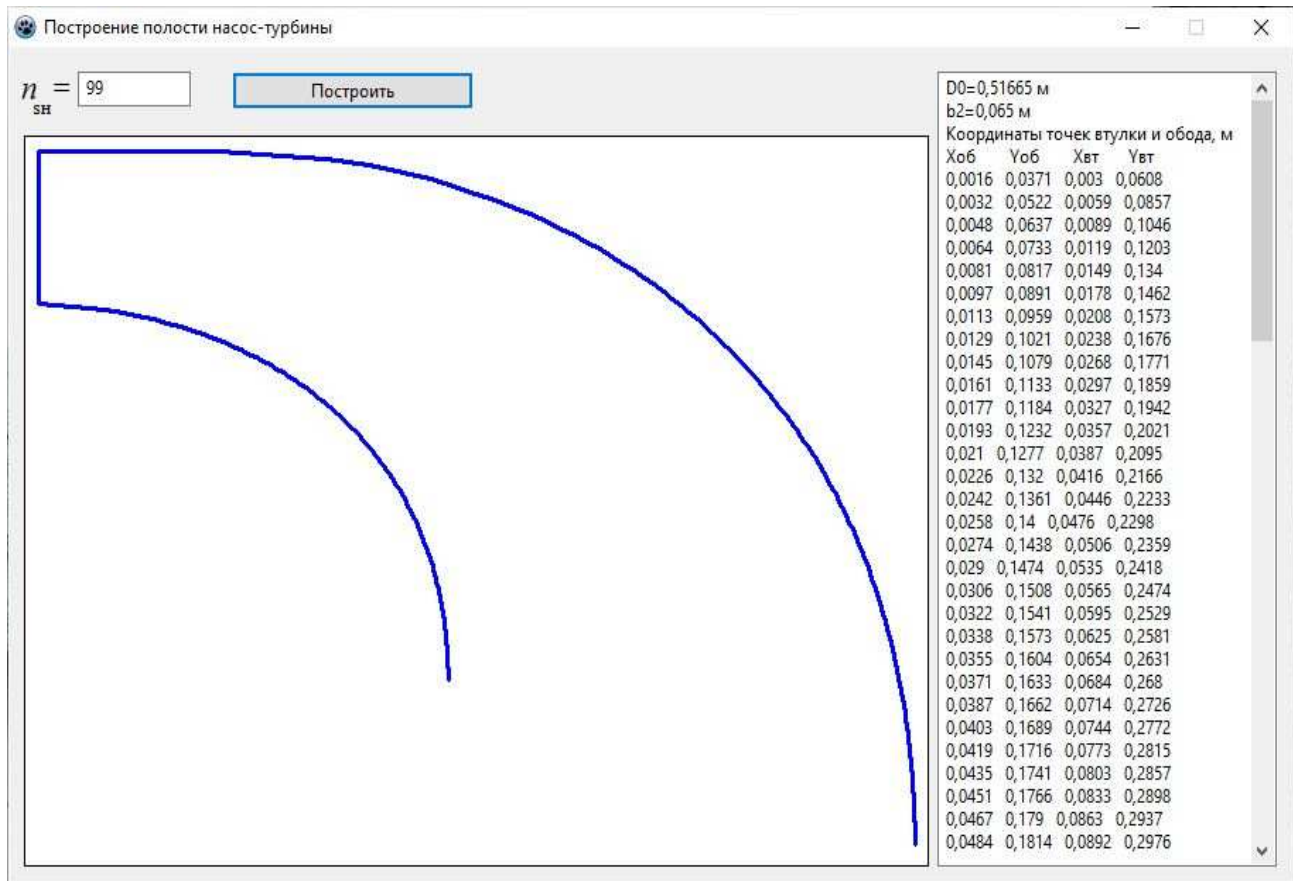 Построение полости насос-турбины
n_SH = 99
Построить
D0=0,51665 м
b2=0,065 м
Координаты точек втулки и обода, м
Xоб Yоб Xвт Yвт
0,0016 0,0371 0,003 0,0608
0,0032 0,0522 0,0059 0,0857
0,0048 0,0637 0,0089 0,1046
0,0064 0,0733 0,0119 0,1203
0,0081 0,0817 0,0149 0,134
0,0097 0,0891 0,0178 0,1462
0,0113 0,0959 0,0208 0,1573
0,0129 0,1021 0,0238 0,1676
0,0145 0,1079 0,0268 0,1771
0,0161 0,1133 0,0297 0,1859
0,0177 0,1184 0,0327 0,1942
0,0193 0,1232 0,0357 0,2021
0,021 0,1277 0,0387 0,2095
0,0226 0,132 0,0416 0,2166
0,0242 0,1361 0,0446 0,2233
0,0258 0,14 0,0476 0,2298
0,0274 0,1438 0,0506 0,2359
0,029 0,1474 0,0535 0,2418
0,0306 0,1508 0,0565 0,2474
0,0322 0,1541 0,0595 0,2529
0,0338 0,1573 0,0625 0,2581
0,0355 0,1604 0,0654 0,2631
0,0371 0,1633 0,0684 0,268
0,0387 0,1662 0,0714 0,2726
0,0403 0,1689 0,0744 0,2772
0,0419 0,1716 0,0773 0,2815
0,0435 0,1741 0,0803 0,2857
0,0451 0,1766 0,0833 0,2898
0,0467 0,179 0,0863 0,2937
0,0484 0,1814 0,0892 0,2976